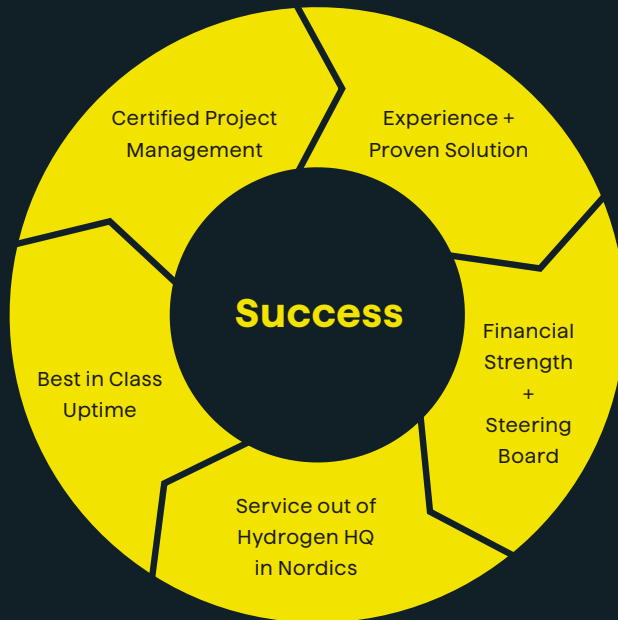 Certified Project
Management
Experience +
Proven Solution
Success
Financial
Strength
+
Steering
Board
Best in Class
Uptime
Service out of
Hydrogen HQ
in Nordics